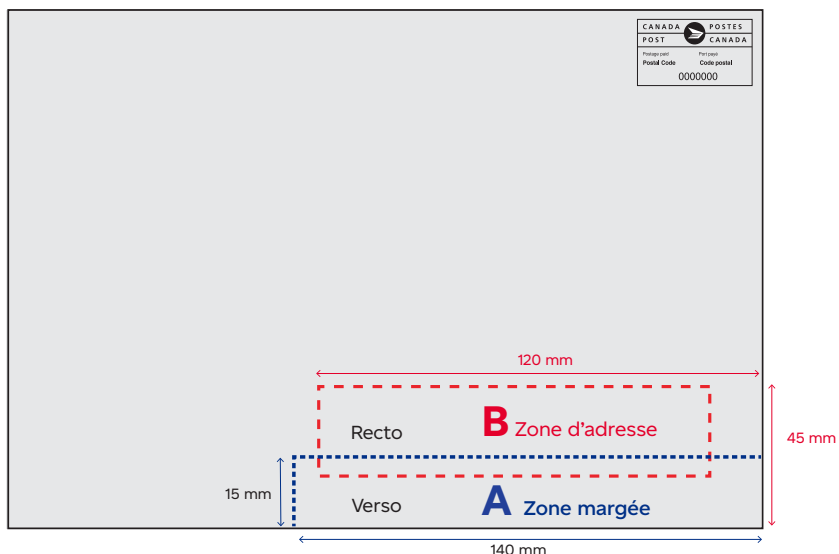 CANADA POSTES
POST CANADA
Postage paid Port payé
Postal Code Code postal
0000000
120 mm
Recto B Zone d’adresse
45 mm
15 mm
Verso A Zone margée
140 mm